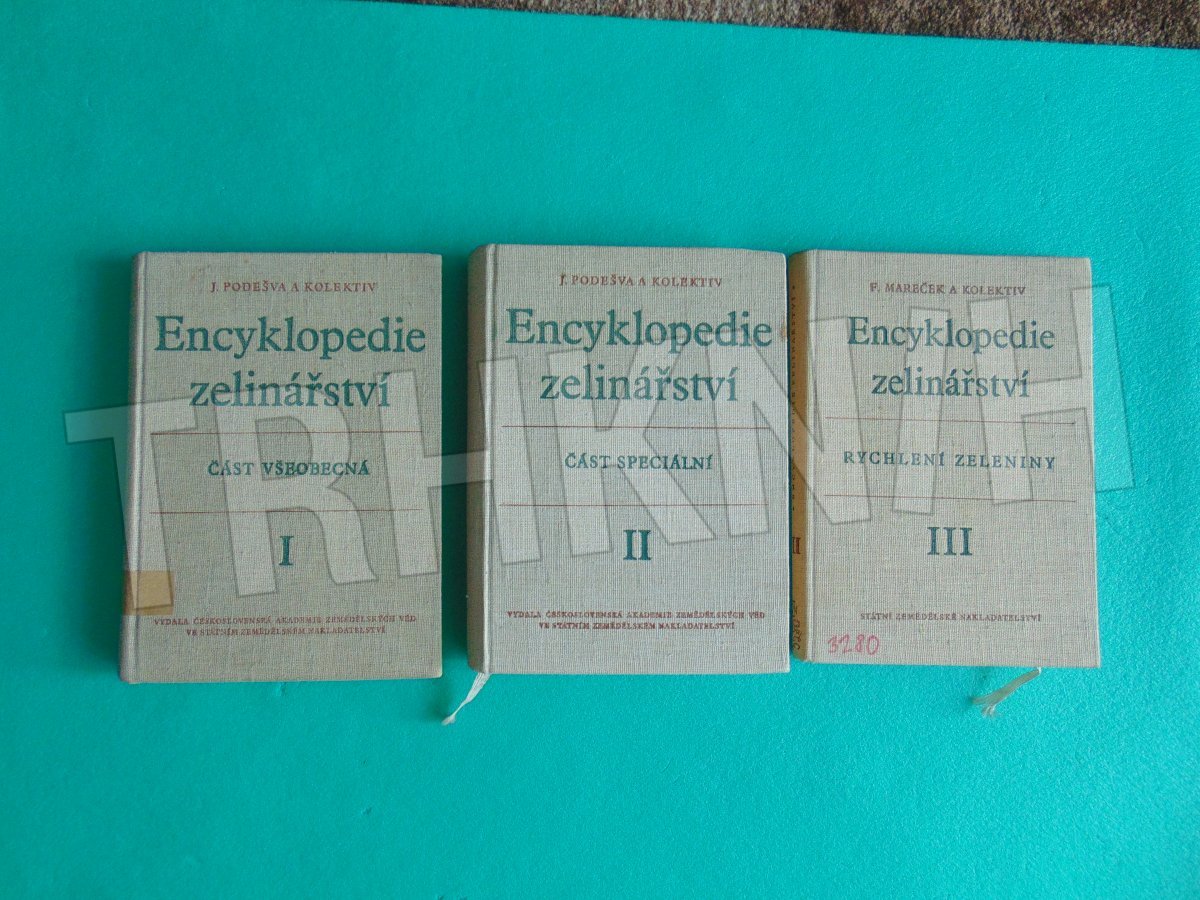 J. PODEŠVA A KOLEKTIV
Encyklopedie
zelinářství
ČÁST VŠEOBECNÁ
I
VYDALA ČESKOSLOVENSKÁ AKADEMIE ZEMĚDĚLSKÝCH VĚD
VE STÁTNÍM ZEMĚDĚLSKÉM NAKLADATELSTVÍ
J. PODEŠVA A KOLEKTIV
Encyklopedie
zelinářství
ČÁST SPECIÁLNÍ
II
VYDALA ČESKOSLOVENSKÁ AKADEMIE ZEMĚDĚLSKÝCH VĚD
VE STÁTNÍM ZEMĚDĚLSKÉM NAKLADATELSTVÍ
F. MAREČEK A KOLEKTIV
Encyklopedie
zelinářství
RYCHLENÍ ZELENINY
III
STÁTNÍ ZEMĚDĚLSKÉ NAKLADATELSTVÍ
3280
TRHKNIH